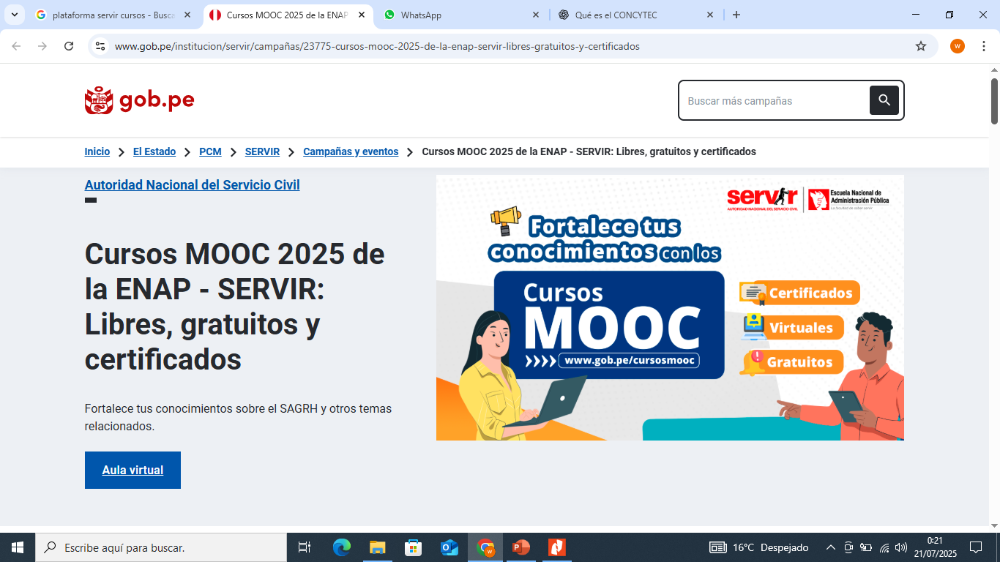 plataforma servir cursos - Busca
Cursos MOOC 2025 de la ENAP
WhatsApp
Qué es el CONCYTEC
www.gob.pe/institucion/servir/campañas/23775-cursos-mooc-2025-de-la-enap-servir-libres-gratuitos-y-certificados
w
gob.pe
Buscar más campañas
Inicio
El Estado
PCM
SERVIR
Campañas y eventos
Cursos MOOC 2025 de la ENAP - SERVIR: Libres, gratuitos y certificados
Autoridad Nacional del Servicio Civil
Cursos MOOC 2025 de
la ENAP - SERVIR:
Libres, gratuitos y
certificados
Fortalece tus conocimientos sobre el SAGRH y otros temas
relacionados.
Aula virtual
servir
AUTORIDAD NACIONAL DEL SERVICIO CIVIL
Escuela Nacional de
Administración Pública
La facultad de saber servir
Fortalece tus
conocimientos con los
Cursos
MOOC
www.gob.pe/cursosmooc
Certificados
Virtuales
Gratuitos
Escribe aquí para buscar.
16°C Despejado
0:21
21/07/2025